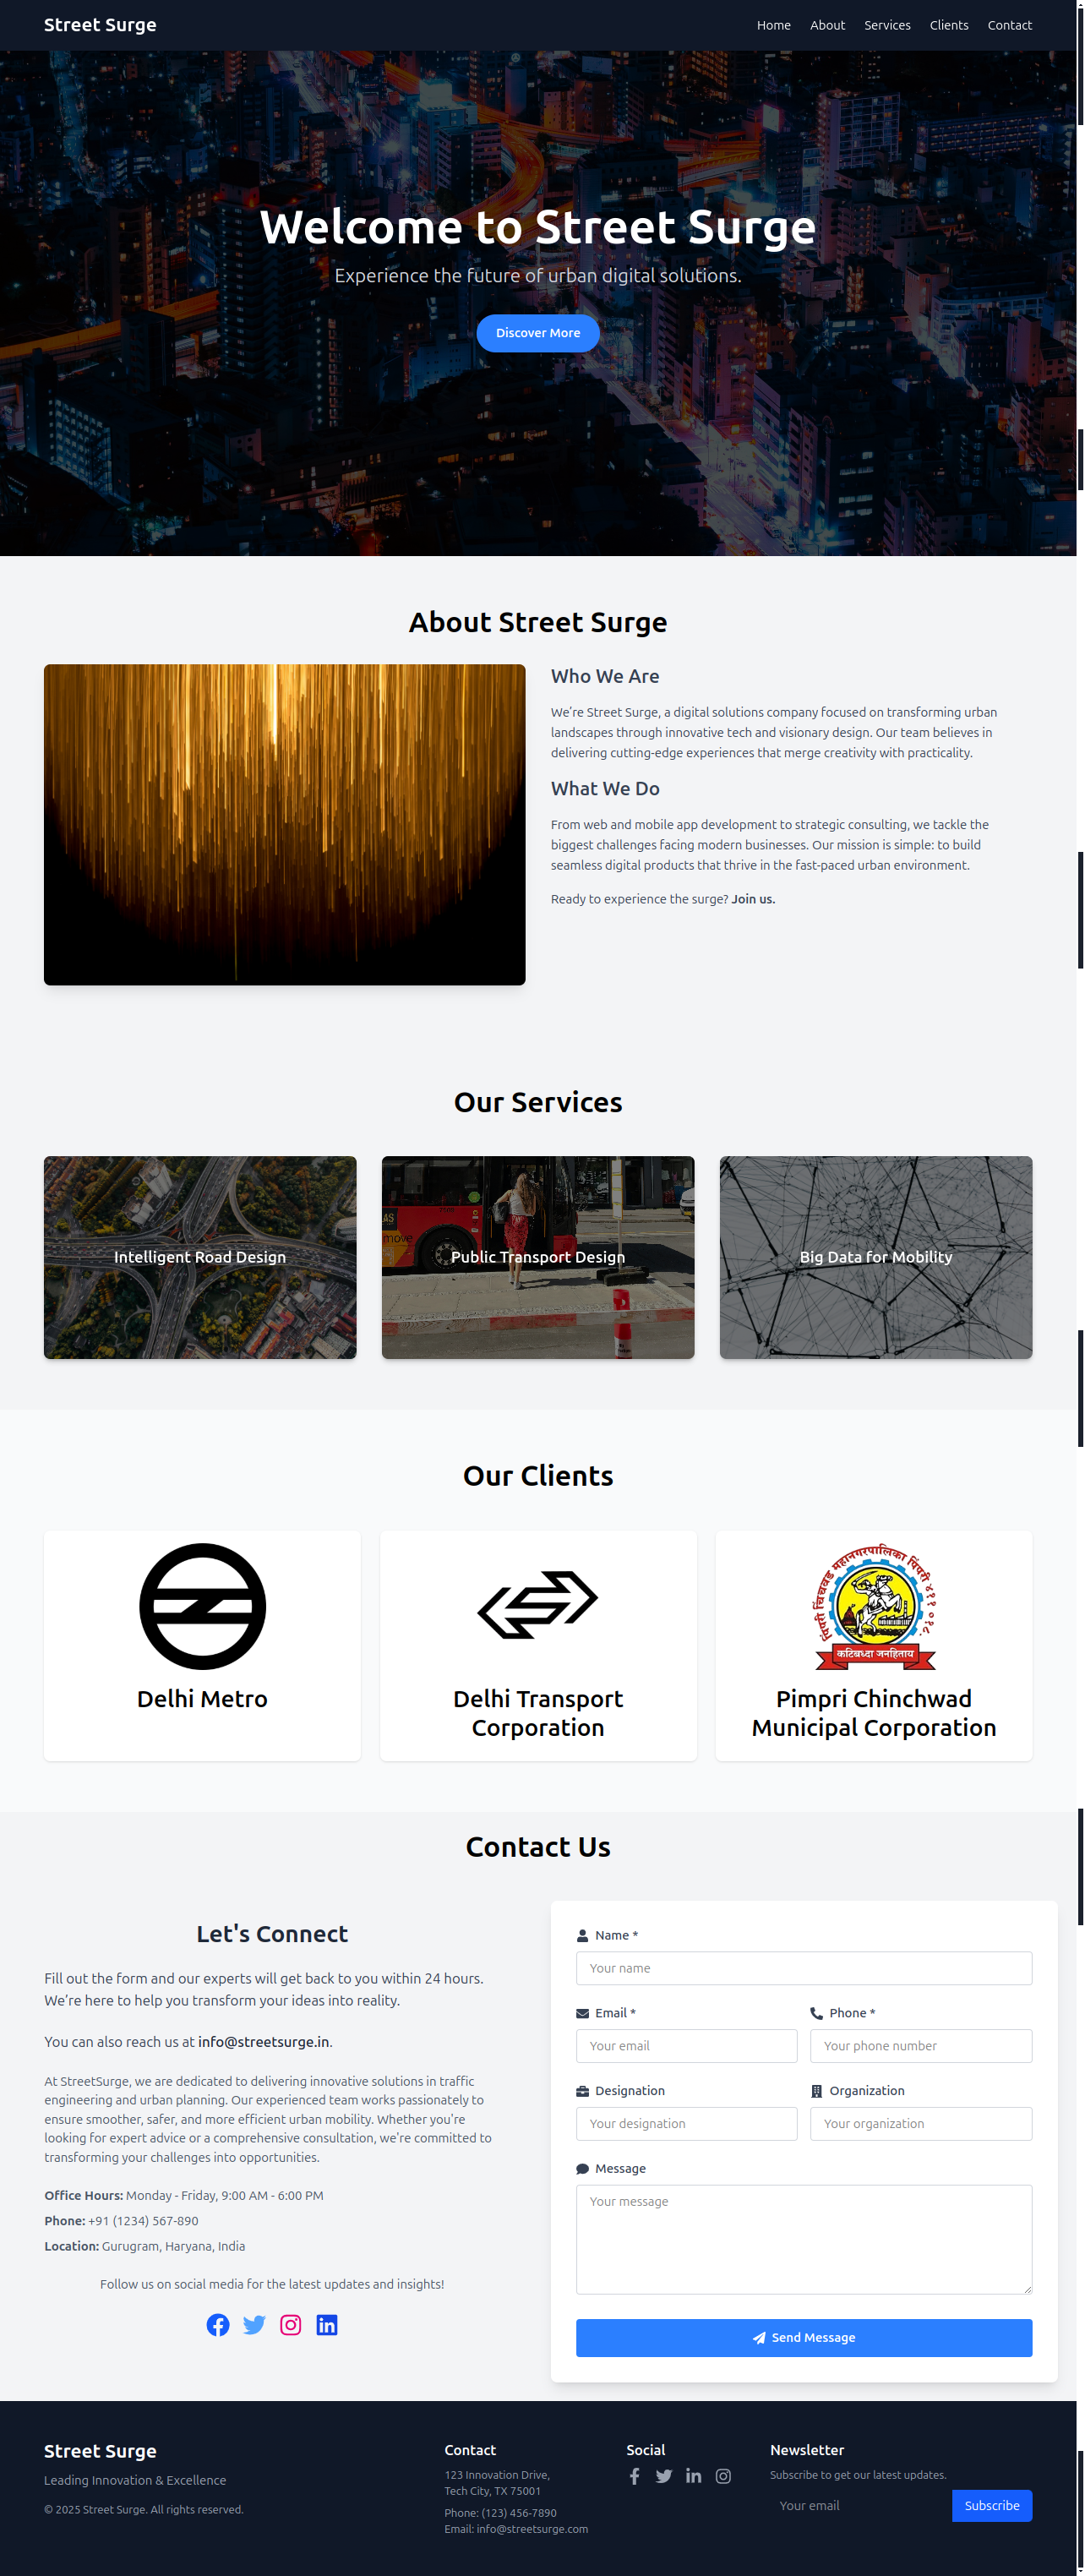 Street Surge
Home About Services Clients Contact
Welcome to Street Surge
Experience the future of urban digital solutions.
Discover More
About Street Surge
Who We Are
We're Street Surge, a digital solutions company focused on transforming urban
landscapes through innovative tech and visionary design. Our team believes in
delivering cutting-edge experiences that merge creativity with practicality.
What We Do
From web and mobile app development to strategic consulting, we tackle the
biggest challenges facing modern businesses. Our mission is simple: to build
seamless digital products that thrive in the fast-paced urban environment.
Ready to experience the surge? Join us.
Our Services
Intelligent Road Design
move
Public Transport Design
Big Data for Mobility
Our Clients
Delhi Metro
Delhi Transport
Corporation
पिंपरी चिंचवड महानगरपालिका पिंपरी ४११ ०१८
कटिबध्दा जनहिताय
Pimpri Chinchwad
Municipal Corporation
Contact Us
Let's Connect
Fill out the form and our experts will get back to you within 24 hours.
We're here to help you transform your ideas into reality.
You can also reach us at info@streetsurge.in.
At StreetSurge, we are dedicated to delivering innovative solutions in traffic
engineering and urban planning. Our experienced team works passionately to
ensure smoother, safer, and more efficient urban mobility. Whether you're
looking for expert advice or a comprehensive consultation, we're committed to
transforming your challenges into opportunities.
Office Hours: Monday - Friday, 9:00 AM - 6:00 PM
Phone: +91 (1234) 567-890
Location: Gurugram, Haryana, India
Follow us on social media for the latest updates and insights!
Name *
Your name
Email *
Your email
Phone *
Your phone number
Designation
Your designation
Organization
Your organization
Message
Your message
Send Message
Street Surge
Leading Innovation & Excellence
© 2025 Street Surge. All rights reserved.
Contact
123 Innovation Drive,
Tech City, TX 75001
Phone: (123) 456-7890
Email: info@streetsurge.com
Social
Newsletter
Subscribe to get our latest updates.
Your email
Subscribe